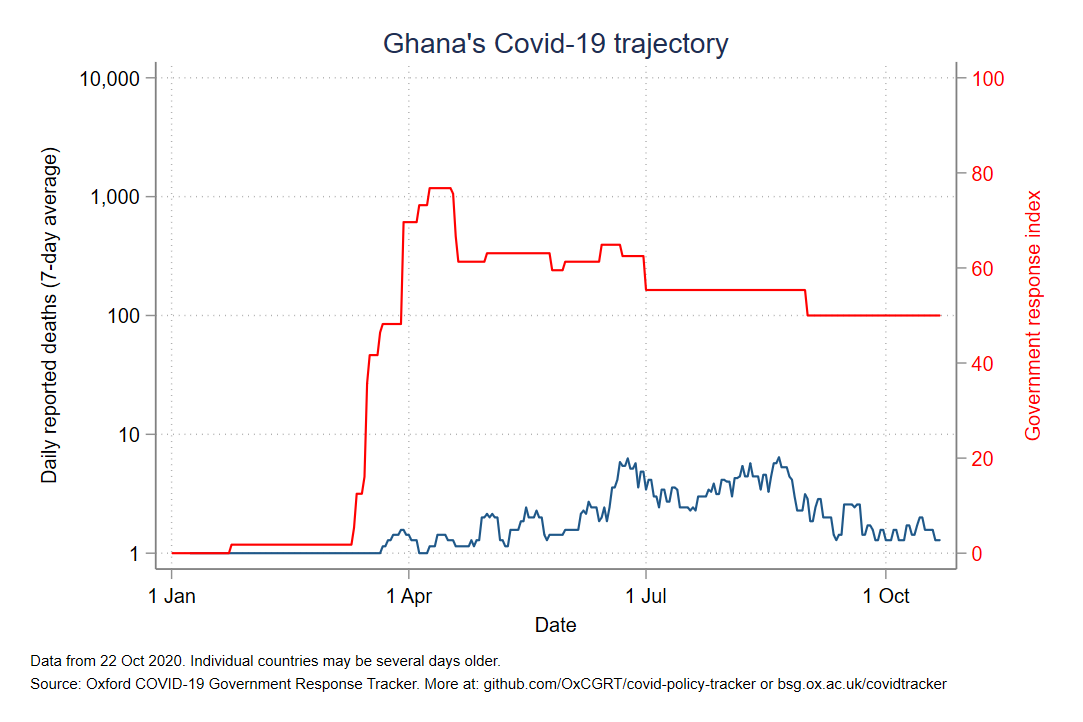 Ghana's Covid-19 trajectory
10,000
1,000
100
10
1
Daily reported deaths (7-day average)
100
80
60
40
20
0
Government response index
1 Jan
1 Apr
1 Jul
1 Oct
Date
Data from 22 Oct 2020. Individual countries may be several days older.
Source: Oxford COVID-19 Government Response Tracker. More at: github.com/OxCGRT/covid-policy-tracker or bsg.ox.ac.uk/covidtracker